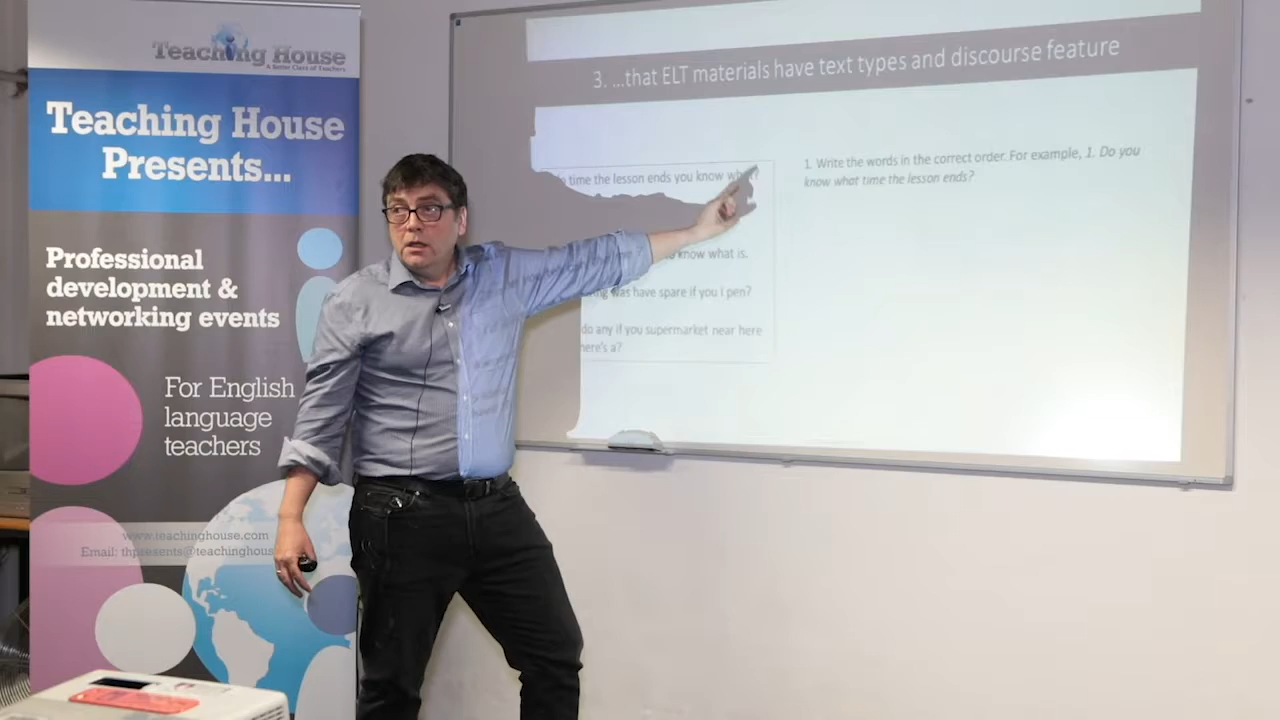 Teaching House
A Better Class of Teachers
Teaching House
Presents...
Professional
development &
networking events
For English
language
teachers
www.teachinghouse.com
Email: thpresents@teachinghous
3. ...that ELT materials have text types and discourse feature
time the lesson ends you know
know what is.
was have spare if you I pen?
do any if you supermarket near here
here's a?
1. Write the words in the correct order. For example, 1. Do you
know what time the lesson ends?